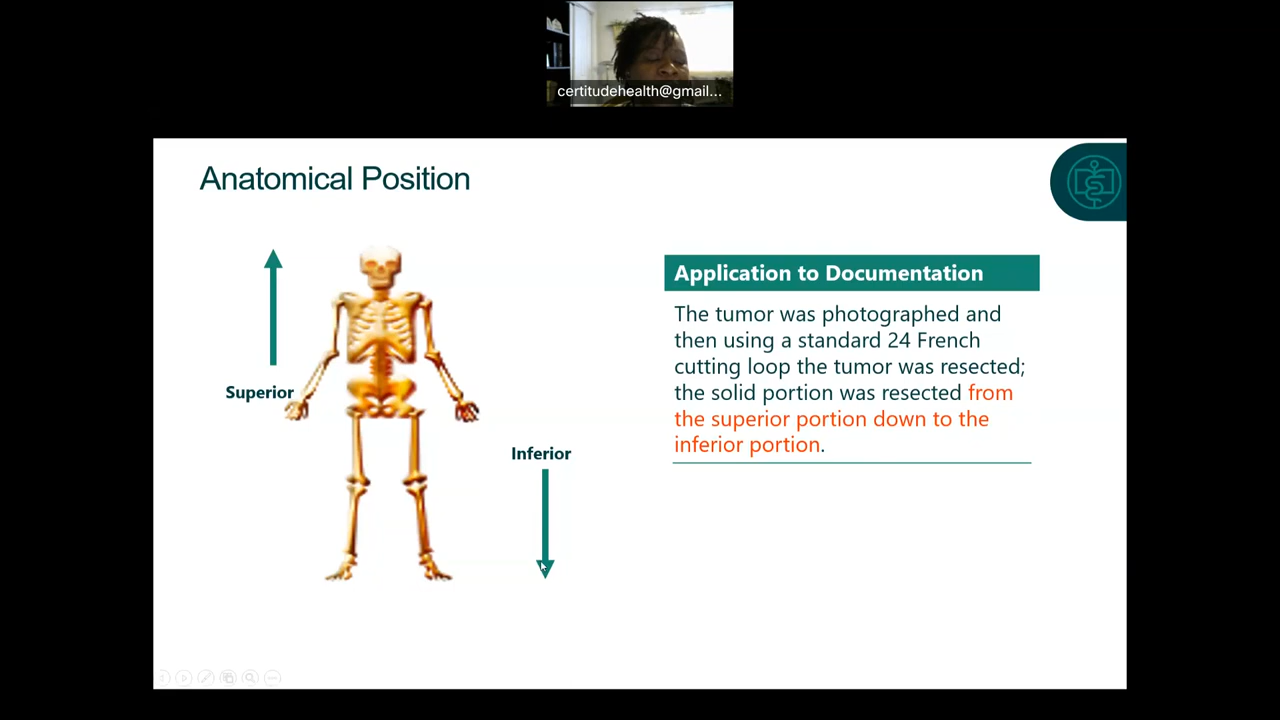 certitudehealth@gmail...
Anatomical Position
Superior
Inferior
Application to Documentation
The tumor was photographed and
then using a standard 24 French
cutting loop the tumor was resected;
the solid portion was resected from
the superior portion down to the
inferior portion.